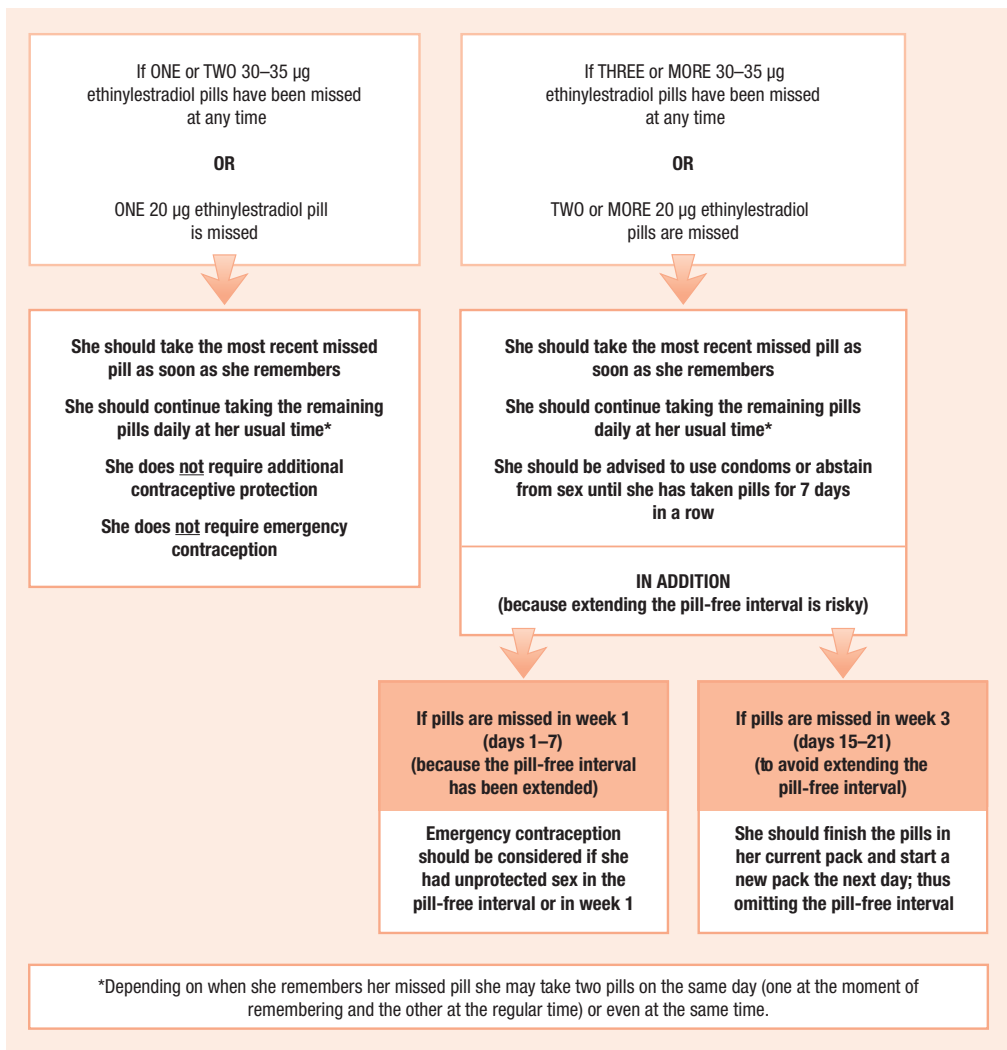 If ONE or TWO 30–35 µg
ethinylestradiol pills have been missed
at any time
OR
ONE 20 µg ethinylestradiol pill
is missed
If THREE or MORE 30–35 µg
ethinylestradiol pills have been missed
at any time
OR
TWO or MORE 20 µg ethinylestradiol
pills are missed
She should take the most recent missed
pill as soon as she remembers
She should continue taking the remaining
pills daily at her usual time*
She does not require additional
contraceptive protection
She does not require emergency
contraception
She should take the most recent missed pill as
soon as she remembers
She should continue taking the remaining pills
daily at her usual time*
She should be advised to use condoms or abstain
from sex until she has taken pills for 7 days
in a row
IN ADDITION
(because extending the pill-free interval is risky)
If pills are missed in week 1
(days 1–7)
(because the pill-free interval
has been extended)
Emergency contraception
should be considered if she
had unprotected sex in the
pill-free interval or in week 1
If pills are missed in week 3
(days 15–21)
(to avoid extending the
pill-free interval)
She should finish the pills in
her current pack and start a
new pack the next day; thus
omitting the pill-free interval
*Depending on when she remembers her missed pill she may take two pills on the same day (one at the moment of
remembering and the other at the regular time) or even at the same time.